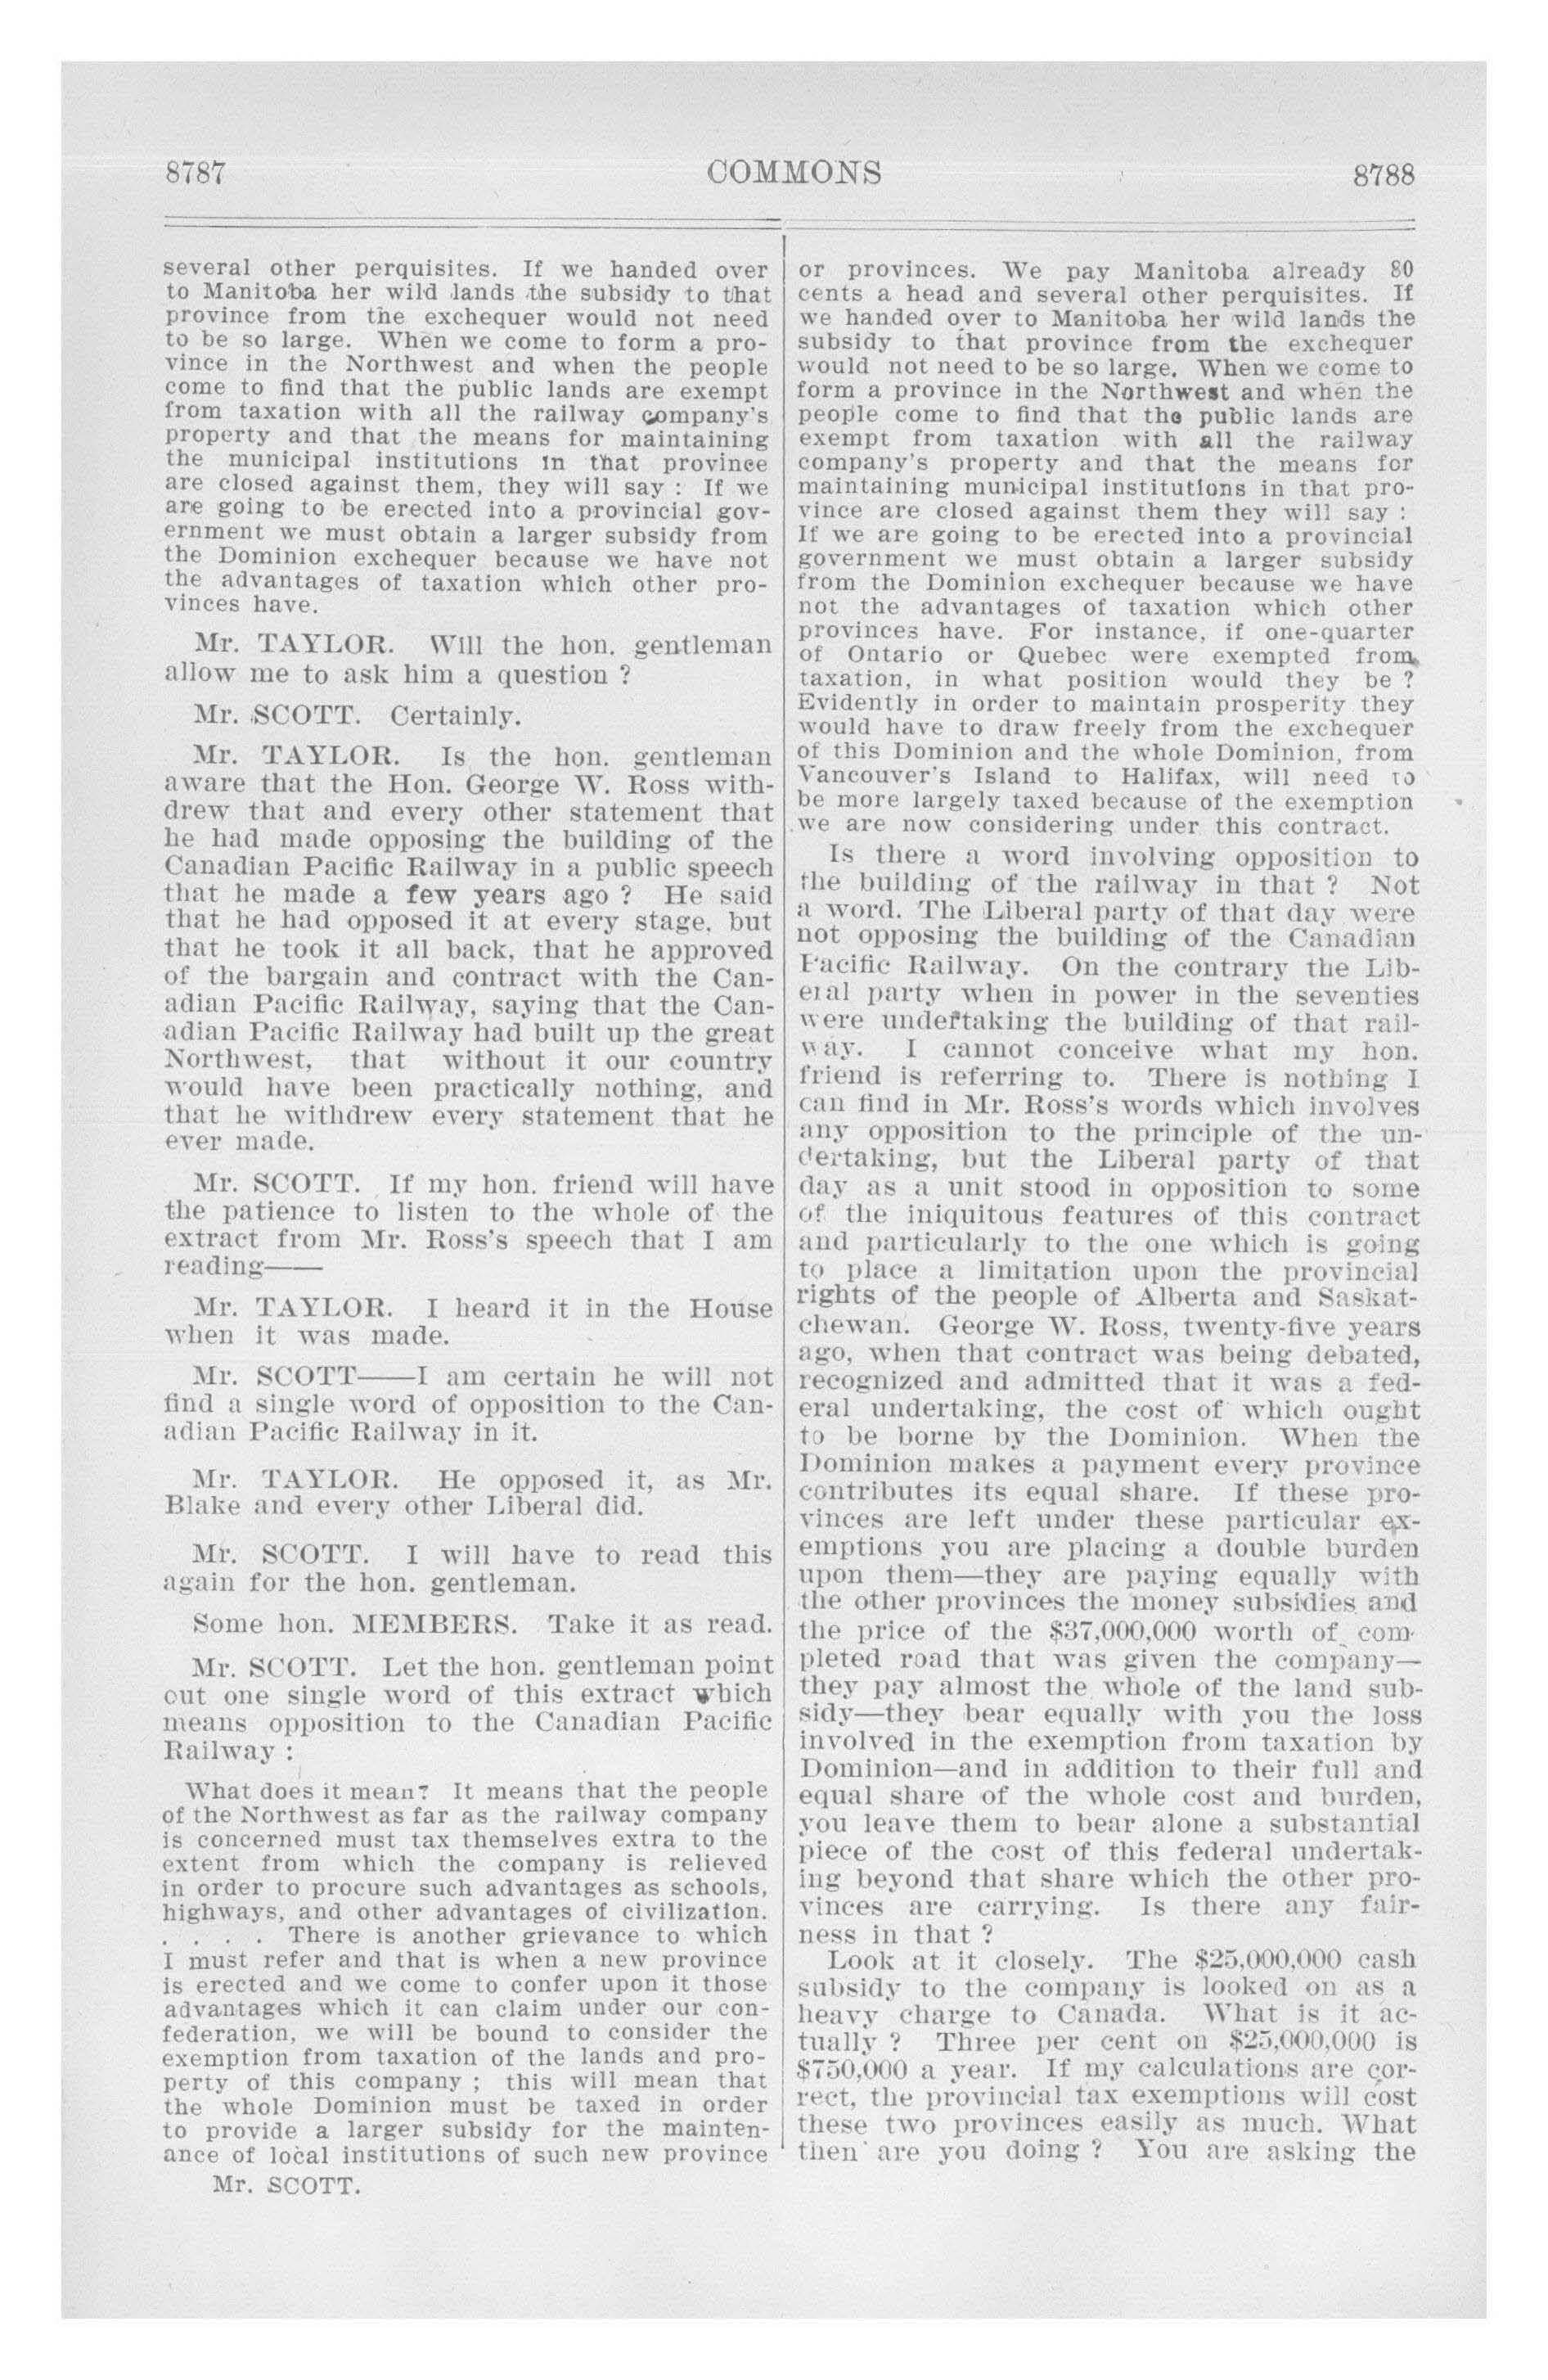 8787
COMMONS
8788
several other perquisites. If we handed over
to Manitoba her wild lands the subsidy to that
province from the exchequer would not need
to be so large. When we come to form a pro-
vince in the Northwest and when the people
come to find that the public lands are exempt
from taxation with all the railway company's
property and that the means for maintaining
the municipal institutions in that province
are closed against them, they will say : If we
are going to be erected into a provincial gov-
ernment we must obtain a larger subsidy from
the Dominion exchequer because we have not
the advantages of taxation which other pro-
vinces have.
Mr. TAYLOR. Will the hon. gentleman
allow me to ask him a question ?
Mr. SCOTT. Certainly.
Mr. TAYLOR. Is the hon. gentleman
aware that the Hon. George W. Ross with-
drew that and every other statement that
he had made opposing the building of the
Canadian Pacific Railway in a public speech
that he made a few years ago ? He said
that he had opposed it at every stage, but
that he took it all back, that he approved
of the bargain and contract with the Can-
adian Pacific Railway, saying that the Can-
adian Pacific Railway had built up the great
Northwest, that without it our country
would have been practically nothing, and
that he withdrew every statement that he
ever made.
Mr. SCOTT. If my hon. friend will have
the patience to listen to the whole of the
extract from Mr. Ross's speech that I am
reading——
Mr. TAYLOR. I heard it in the House
when it was made.
Mr. SCOTT——I am certain he will not
find a single word of opposition to the Can-
adian Pacific Railway in it.
Mr. TAYLOR. He opposed it, as Mr.
Blake and every other Liberal did.
Mr. SCOTT. I will have to read this
again for the hon. gentleman.
Some hon. MEMBERS. Take it as read.
Mr. SCOTT. Let the hon. gentleman point
out one single word of this extract which
means opposition to the Canadian Pacific
Railway :
What does it mean? It means that the people
of the Northwest as far as the railway company
is concerned must tax themselves extra to the
extent from which the company is relieved
in order to procure such advantages as schools,
highways, and other advantages of civilization.
. . . . There is another grievance to which
I must refer and that is when a new province
is erected and we come to confer upon it those
advantages which it can claim under our con-
federation, we will be bound to consider the
exemption from taxation of the lands and pro-
perty of this company ; this will mean that
the whole Dominion must be taxed in order
to provide a larger subsidy for the mainten-
ance of local institutions of such new province
Mr. SCOTT.
or provinces. We pay Manitoba already 80
cents a head and several other perquisites. If
we handed over to Manitoba her wild lands the
subsidy to that province from the exchequer
would not need to be so large. When we come to
form a province in the Northwest and when the
people come to find that the public lands are
exempt from taxation with all the railway
company's property and that the means for
maintaining municipal institutions in that pro-
vince are closed against them they will say :
If we are going to be erected into a provincial
government we must obtain a larger subsidy
from the Dominion exchequer because we have
not the advantages of taxation which other
provinces have. For instance, if one-quarter
of Ontario or Quebec were exempted from
taxation, in what position would they be ?
Evidently in order to maintain prosperity they
would have to draw freely from the exchequer
of this Dominion and the whole Dominion, from
Vancouver's Island to Halifax, will need to
be more largely taxed because of the exemption
we are now considering under this contract.
Is there a word involving opposition to
the building of the railway in that ? Not
a word. The Liberal party of that day were
not opposing the building of the Canadian
Pacific Railway. On the contrary the Lib-
eral party when in power in the seventies
were undertaking the building of that rail-
way. I cannot conceive what my hon.
friend is referring to. There is nothing I
can find in Mr. Ross's words which involves
any opposition to the principle of the un-
dertaking, but the Liberal party of that
day as a unit stood in opposition to some
of the iniquitous features of this contract
and particularly to the one which is going
to place a limitation upon the provincial
rights of the people of Alberta and Saskat-
chewan. George W. Ross, twenty-five years
ago, when that contract was being debated,
recognized and admitted that it was a fed-
eral undertaking, the cost of which ought
to be borne by the Dominion. When the
Dominion makes a payment every province
contributes its equal share. If these pro-
vinces are left under these particular ex-
emptions you are placing a double burden
upon them—they are paying equally with
the other provinces the money subsidies and
the price of the $37,000,000 worth of com-
pleted road that was given the company—
they pay almost the whole of the land sub-
sidy—they bear equally with you the loss
involved in the exemption from taxation by
Dominion—and in addition to their full and
equal share of the whole cost and burden,
you leave them to bear alone a substantial
piece of the cost of this federal undertak-
ing beyond that share which the other pro-
vinces are carrying. Is there any fair-
ness in that ?
Look at it closely. The $25,000,000 cash
subsidy to the company is looked on as a
heavy charge to Canada. What is it ac-
tually ? Three per cent on $25,000,000 is
$750,000 a year. If my calculations are cor-
rect, the provincial tax exemptions will cost
these two provinces easily as much. What
then are you doing ? You are asking the